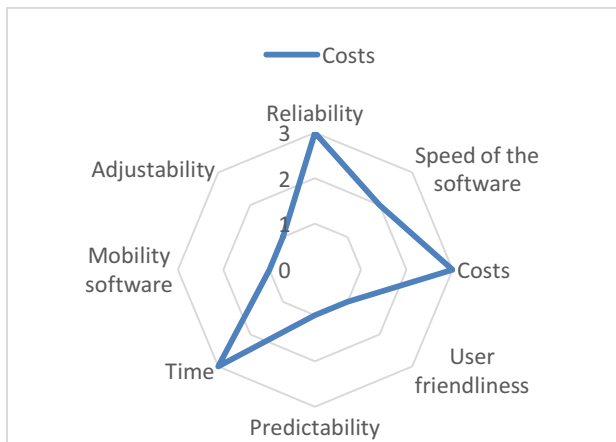 Costs
Reliability
3
2
1
0
Speed of the
software
Costs
User
friendliness
Predictability
Time
Mobility
software
Adjustability